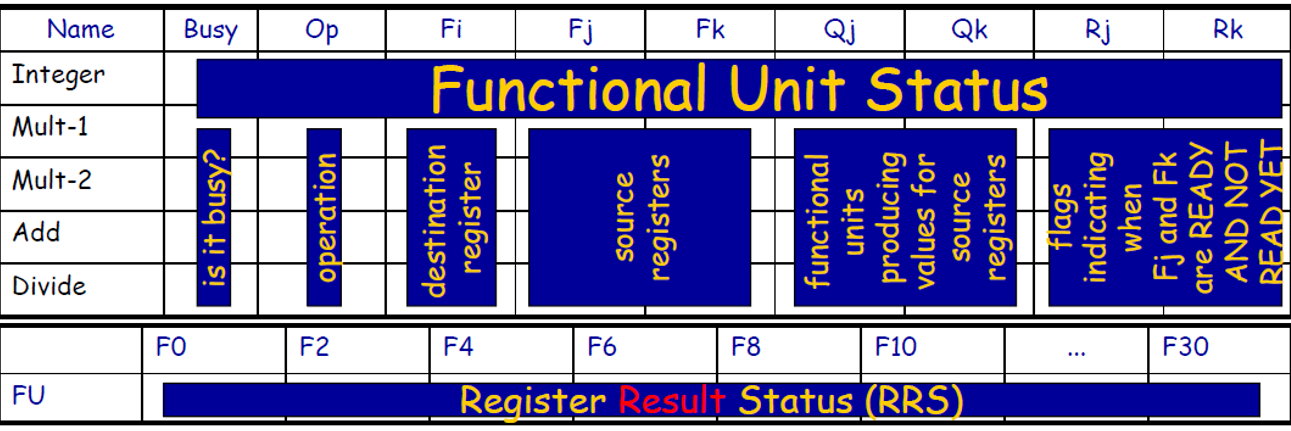 Name Busy Op Fi Fj Fk Qj Qk Rj Rk
Integer
Functional Unit Status
Mult-1
Mult-2
Add
Divide
is it busy?
operation
destination
register
source
registers
functional
units
producing
values for
source
registers
flags
indicating
when
Fj and Fk
are READY
AND NOT
READ YET
F0 F2 F4 F6 F8 F10 ... F30
FU
Register Result Status (RRS)